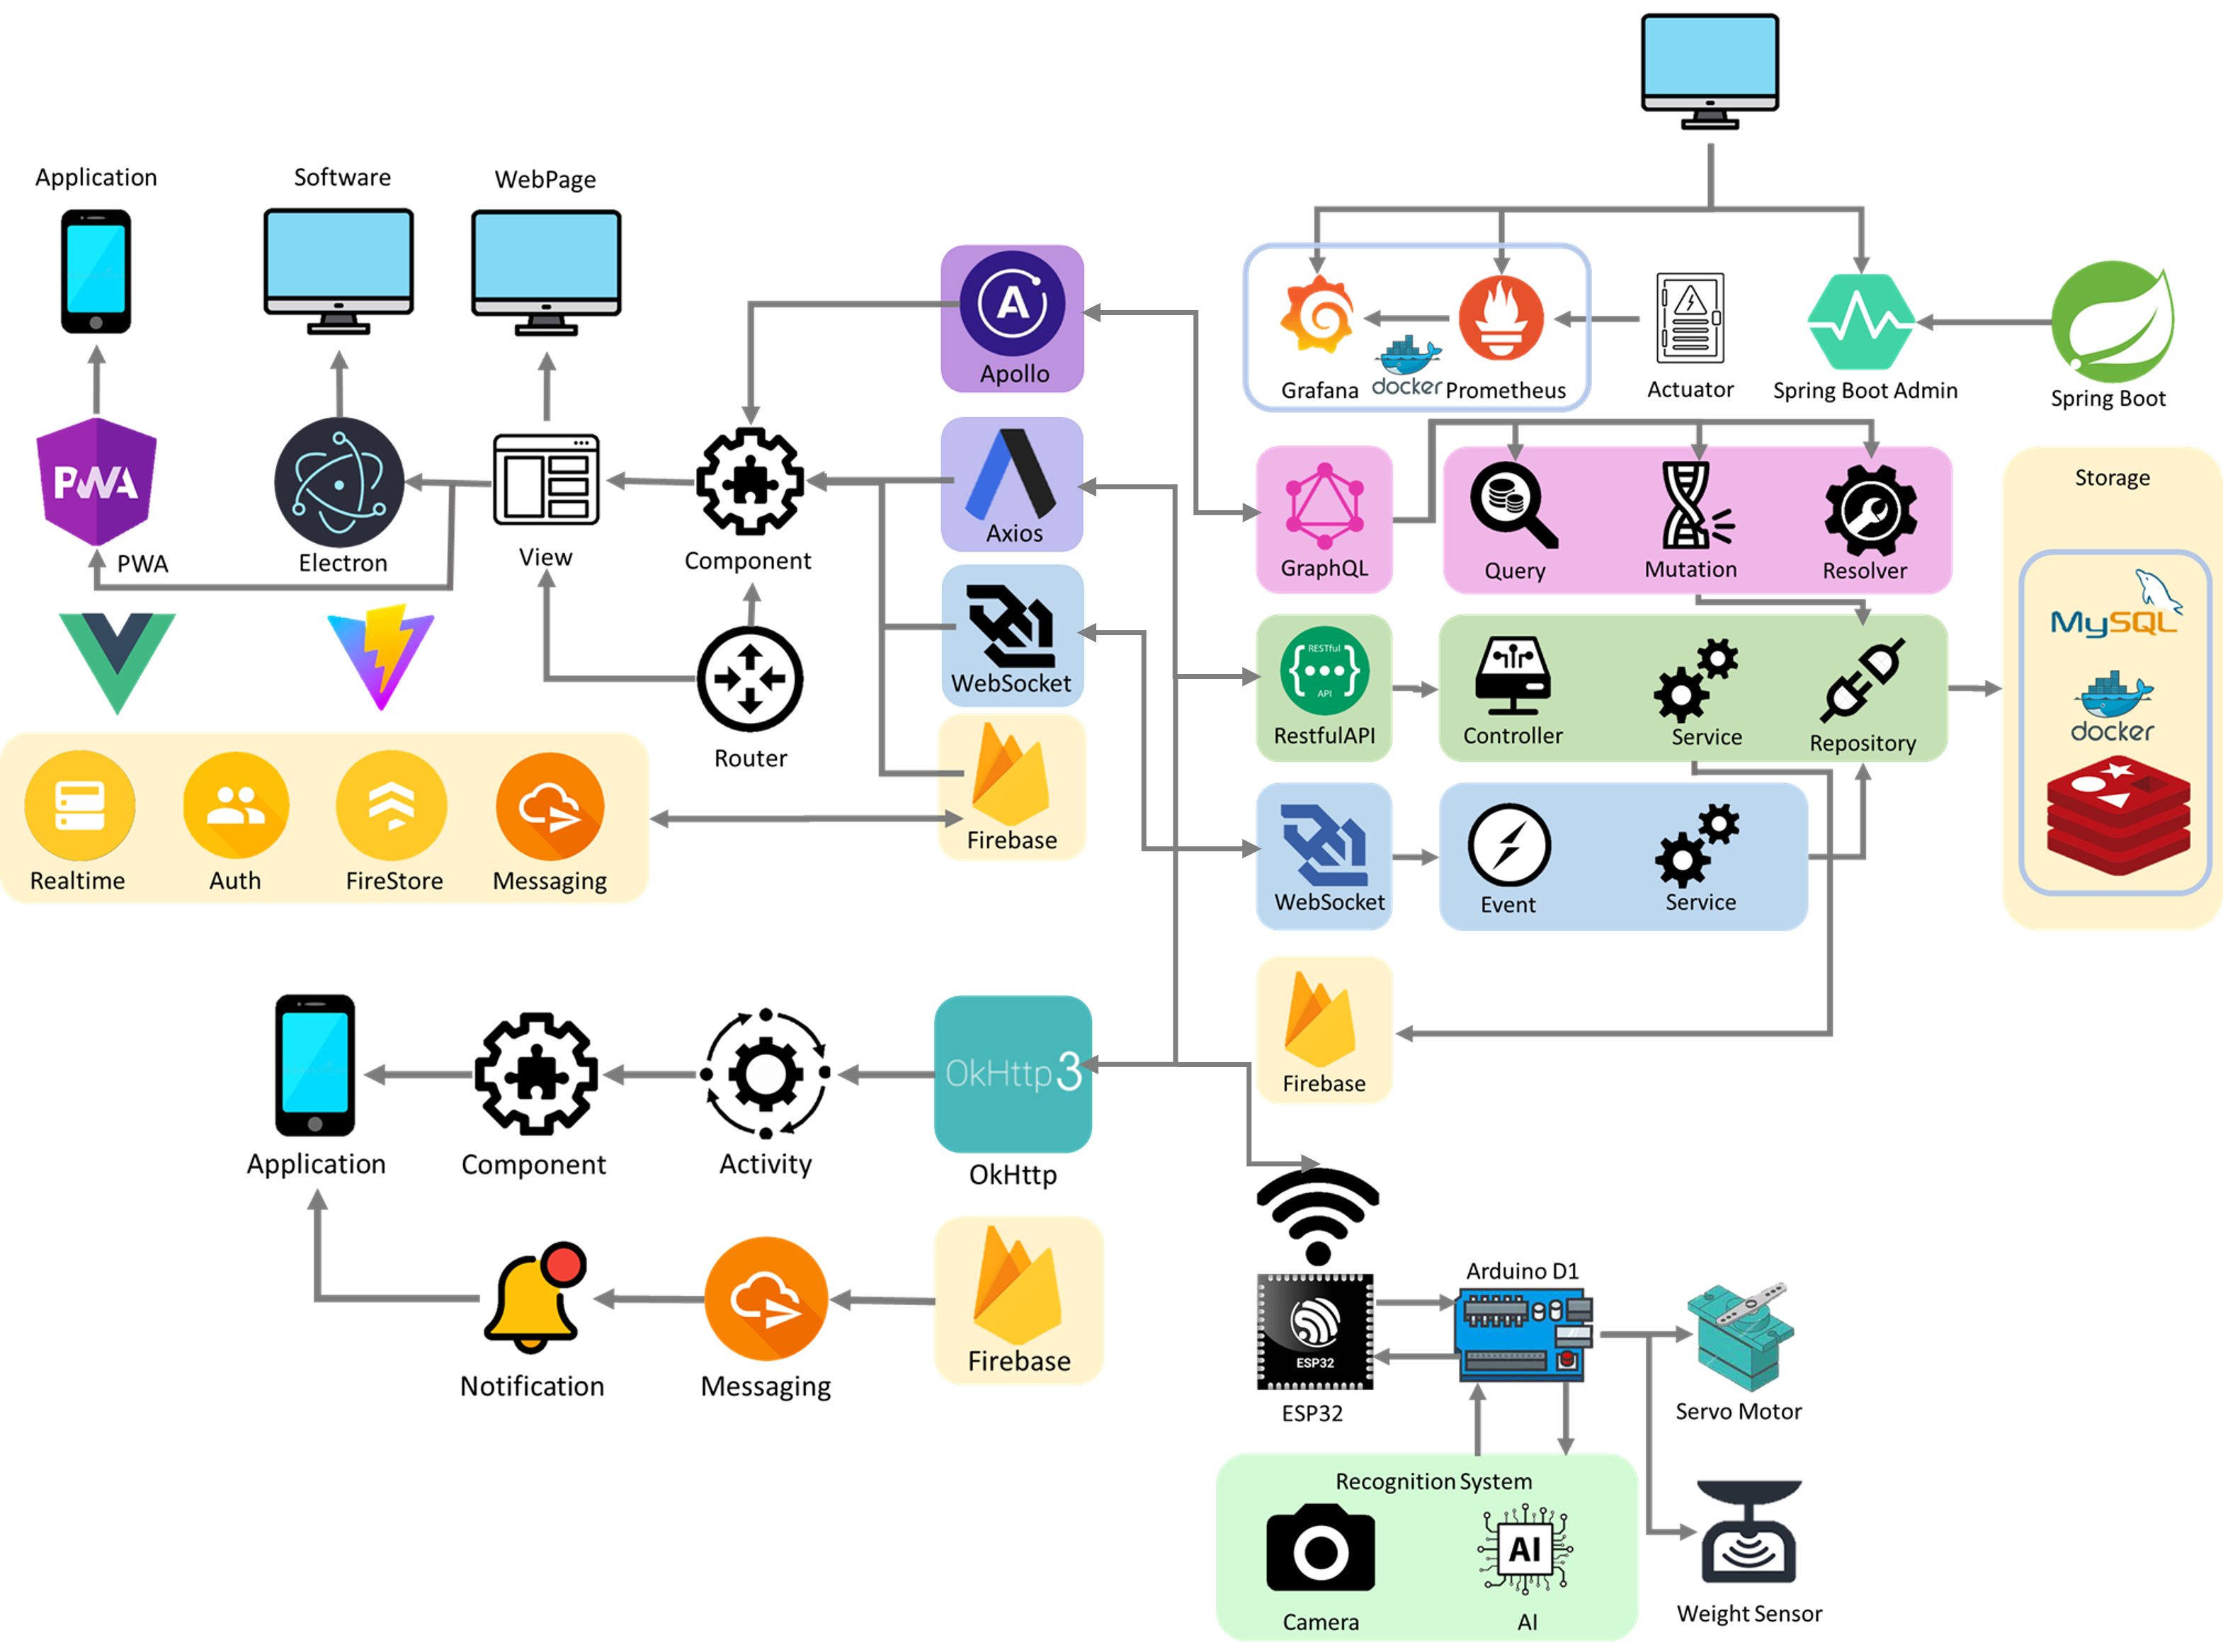 Application
Software
WebPage
PWA
PWA
Electron
View
Component
Router
A
Apollo
Axios
WebSocket
Firebase
Realtime
Auth
FireStore
Messaging
Grafana
docker
Prometheus
Actuator
Spring Boot Admin
Spring Boot
GraphQL
Query
Mutation
Resolver
RESTful
{...}
API
RestfulAPI
Controller
Service
Repository
WebSocket
Event
Service
Firebase
Storage
MySQL
docker
Application
Component
Activity
OkHttp3
OkHttp
Notification
Messaging
Firebase
ESP32
ESP32
Arduino D1
Servo Motor
Weight Sensor
Recognition System
Camera
AI
AI